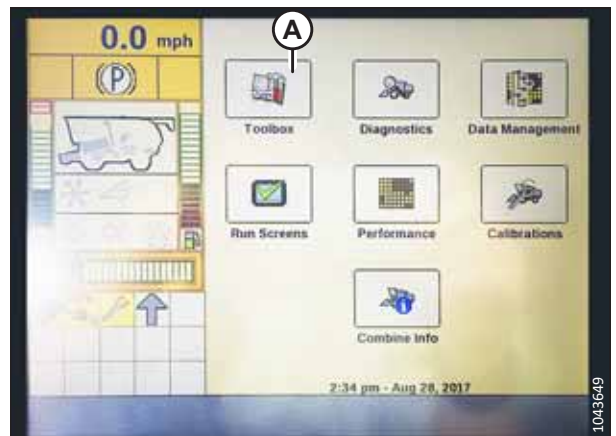 0.0 mph
A
(P)
Toolbox
Diagnostics
Data Management
Run Screens
Performance
Calibrations
Combine Info
2:34 pm - Aug 28, 2017
1043649